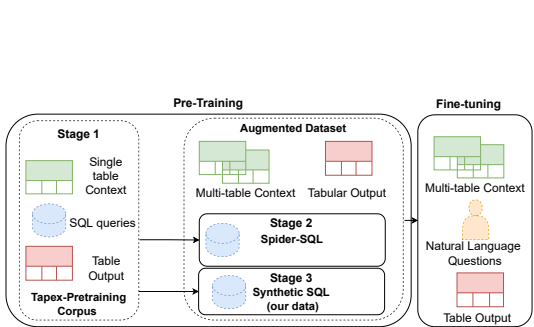 Pre-Training
Fine-tuning
Stage 1
Single
table
Context
SQL queries
Table
Output
Tapex-Pretraining
Corpus
Augmented Dataset
Multi-table Context
Tabular Output
Stage 2
Spider-SQL
Stage 3
Synthetic SQL
(our data)
Multi-table Context
Natural Language
Questions
Table Output